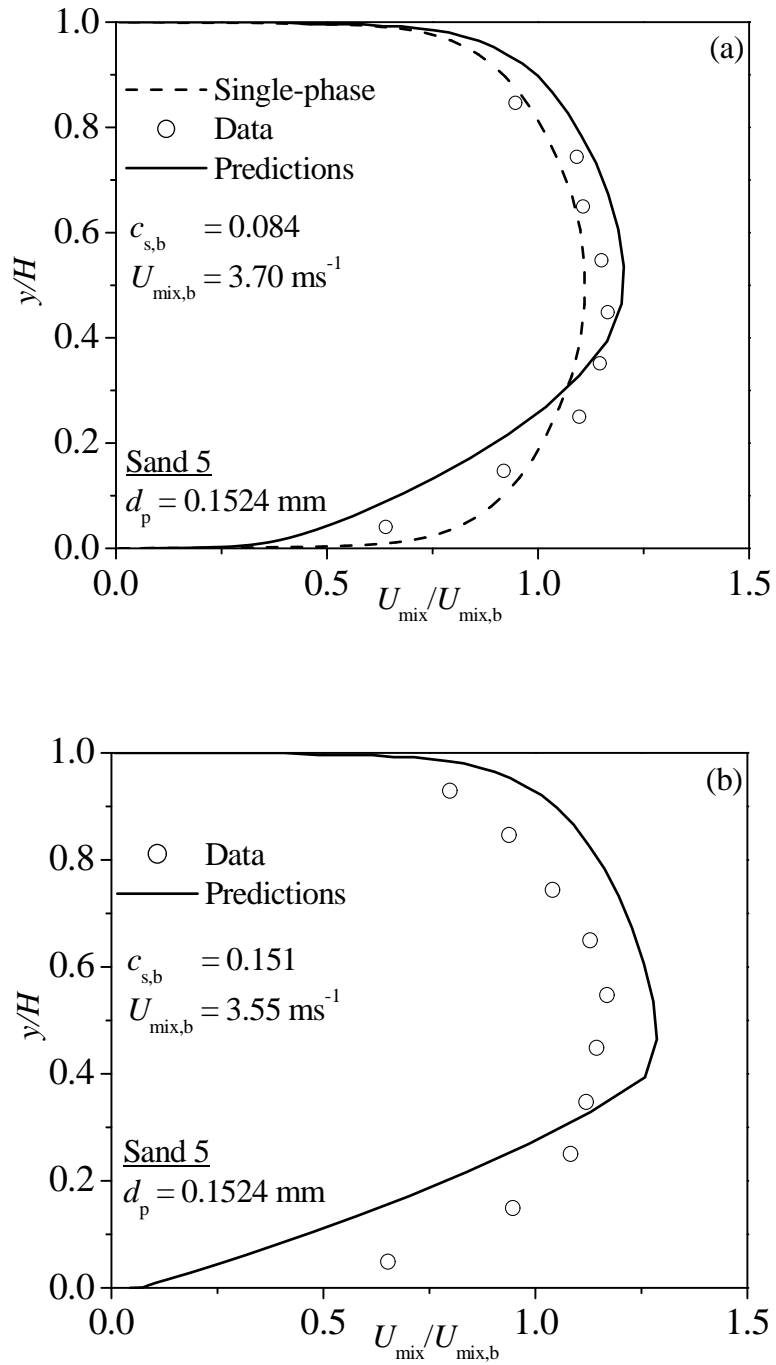 1.0
(a)
Single-phase
Data
0.8
Predictions
c_s,b = 0.084
0.6
y/H
U_mix,b = 3.70 ms^-1
0.4
0.2
Sand 5
d_p = 0.1524 mm
0.0
0.0 0.5 1.0 1.5
U_mix/U_mix,b
1.0
(b)
Data
0.8
Predictions
c_s,b = 0.151
0.6
y/H
U_mix,b = 3.55 ms^-1
0.4
Sand 5
0.2
d_p = 0.1524 mm
0.0
0.0 0.5 1.0 1.5
U_mix/U_mix,b